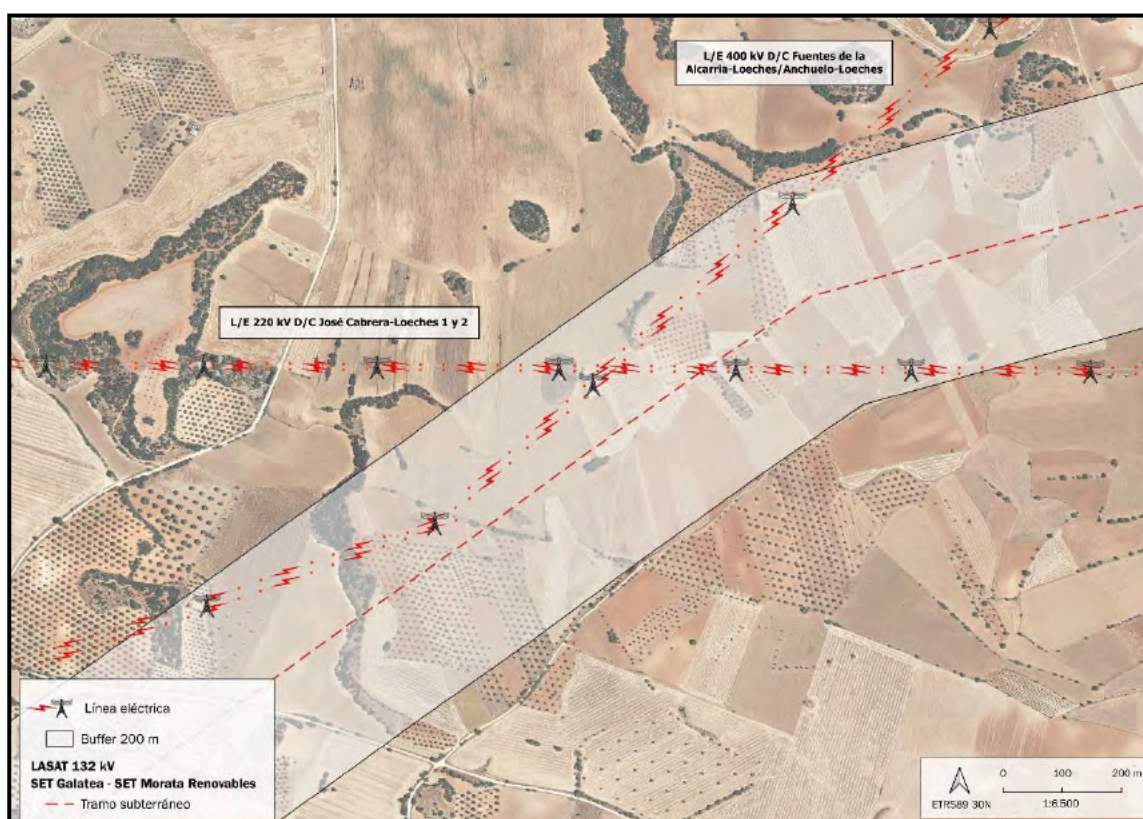 L/E 400 kV D/C Fuentes de la
Alcarria-Loeches/Anchuelo-Loeches
L/E 220 kV D/C José Cabrera-Loeches 1 y 2
Línea eléctrica
Buffer 200 m
LASAT 132 kV
SET Galatea - SET Morata Renovables
Tramo subterráneo
0 100 200 m
ETRS89 30N
1:6.500